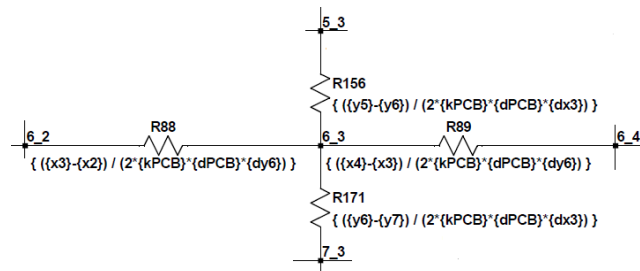 5_3
R156
{ ({y5}-{y6}) / (2*{kPCB}*{dPCB}*{dx3}) }
6_2
R88
6_3
R89
6_4
{ ({x3}-{x2}) / (2*{kPCB}*{dPCB}*{dy6}) }
{ ({x4}-{x3}) / (2*{kPCB}*{dPCB}*{dy6}) }
R171
{ ({y6}-{y7}) / (2*{kPCB}*{dPCB}*{dx3}) }
7_3